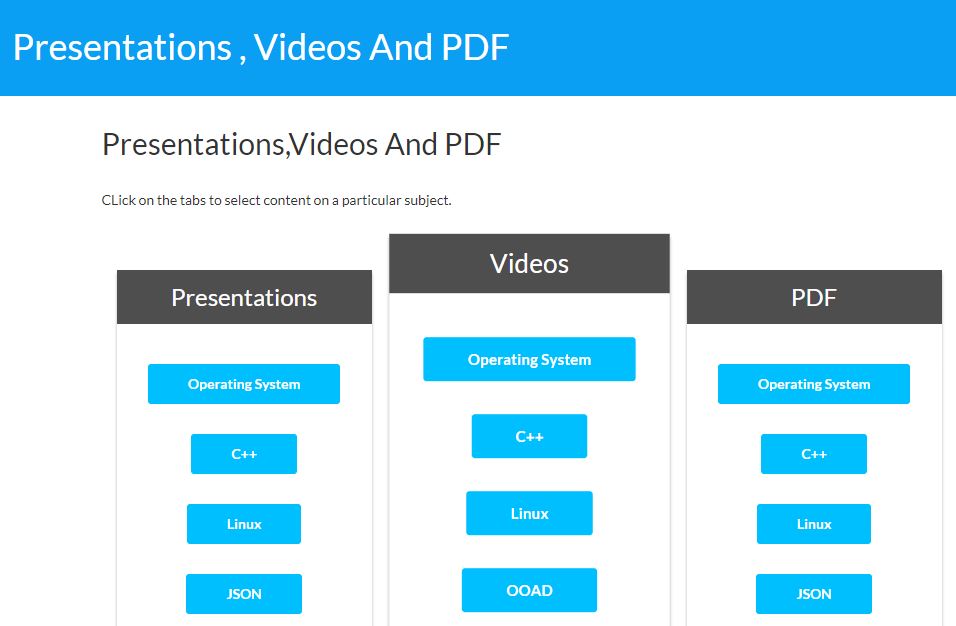 Presentations , Videos And PDF
Presentations,Videos And PDF
CLick on the tabs to select content on a particular subject.
Presentations
Operating System
C++
Linux
JSON
Videos
Operating System
C++
Linux
OOAD
PDF
Operating System
C++
Linux
JSON